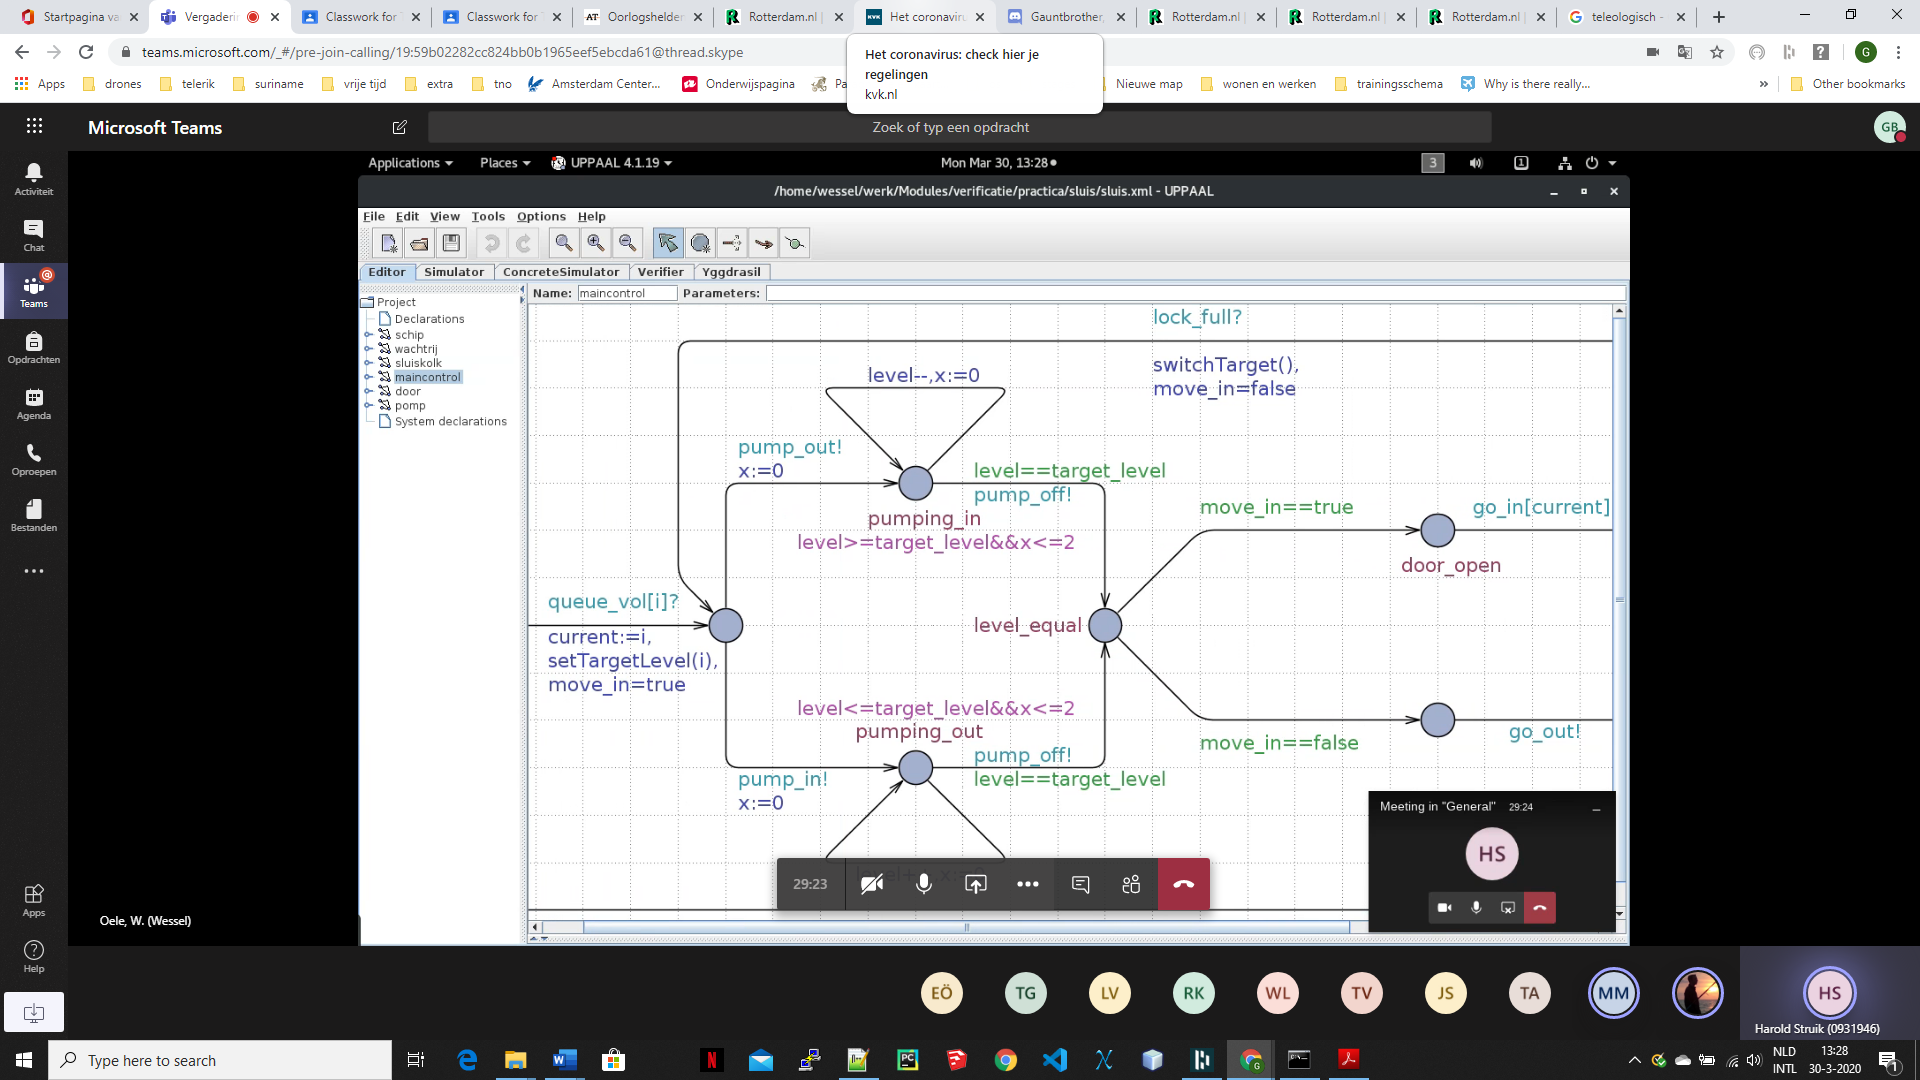 Startpagina va
Vergaderi
Classwork for
Classwork for
Oorlogshelden
Rotterdam.nl |
Het coronaviru
Gauntbrother,
Rotterdam.nl |
Rotterdam.nl |
Rotterdam.nl |
teleologisch -
teams.microsoft.com/_#/pre-join-calling/19:59b02282cc824bb0b1965eef5ebcda61@thread.skype
G
Het coronavirus: check hier je
regelingen
kvk.nl
Apps
drones
telerik
suriname
vrije tijd
extra
tno
Amsterdam Center...
Onderwijspagina
Pa
Nieuwe map
wonen en werken
trainingsschema
Why is there really...
»
Other bookmarks
Microsoft Teams
Zoek of typ een opdracht
GB
Activiteit
Chat
Teams
Opdrachten
Agenda
Oproepen
Bestanden
Apps
Help
Applications
Places
UPPAAL 4.1.19
Mon Mar 30, 13:28
3
1
/home/wessel/werk/Modules/verificatie/practica/sluis/sluis.xml - UPPAAL
File Edit View Tools Options Help
Editor
Simulator
ConcreteSimulator
Verifier
Yggdrasil
Name: maincontrol Parameters:
Project
Declarations
schip
wachtrij
sluiskolk
maincontrol
door
pomp
System declarations
lock_full?
switchTarget(),
move_in=false
level--,x:=0
pump_out!
x:=0
level==target_level
pump_off!
pumping_in
level>=target_level&&x<=2
move_in==true
go_in[current]
door_open
queue_vol[i]?
current:=i,
setTargetLevel(i),
move_in=true
level_equal
level<=target_level&&x<=2
pumping_out
pump_off!
level==target_level
pump_in!
x:=0
move_in==false
go_out!
Meeting in "General" 29:24
HS
29:23
Oele, W. (Wessel)
EÖ
TG
LV
RK
WL
TV
JS
TA
MM
HS
Harold Struik (0931946)
Type here to search
NLD
INTL
13:28
30-3-2020
1